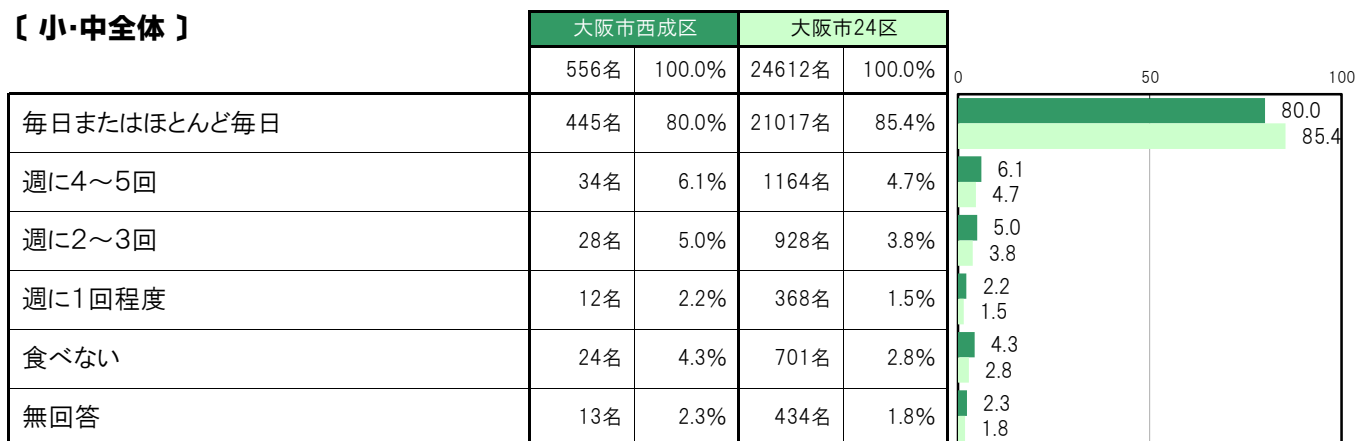 〔 小・中全体 〕
大阪市西成区 大阪市24区
556名 100.0% 24612名 100.0% 0 50 100
毎日またはほとんど毎日 445名 80.0% 21017名 85.4% 80.0
85.4
週に4～5回 34名 6.1% 1164名 4.7% 6.1
4.7
週に2～3回 28名 5.0% 928名 3.8% 5.0
3.8
週に1回程度 12名 2.2% 368名 1.5% 2.2
1.5
食べない 24名 4.3% 701名 2.8% 4.3
2.8
無回答 13名 2.3% 434名 1.8% 2.3
1.8